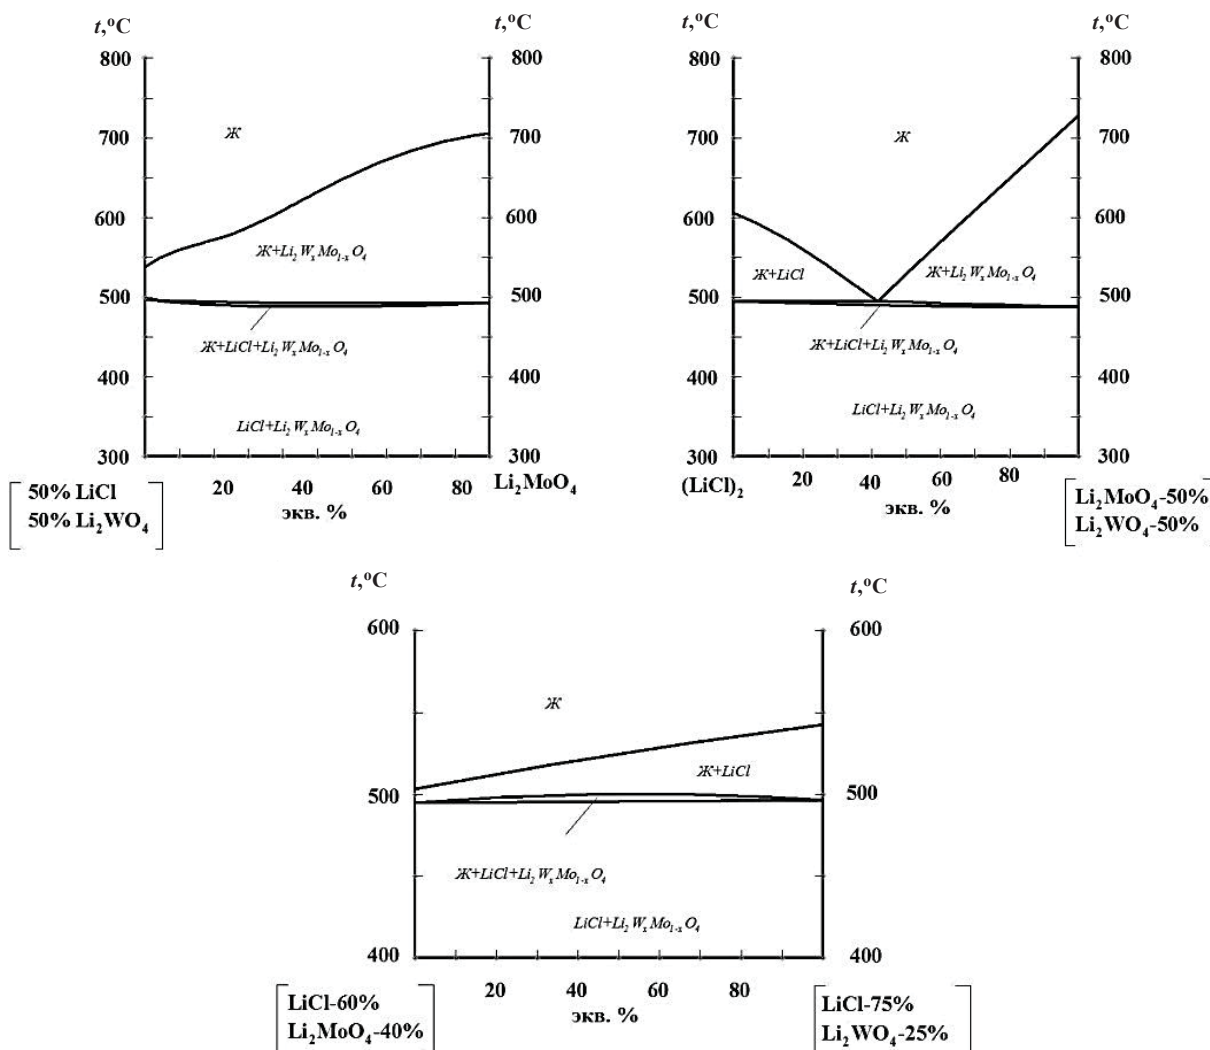 t,°C
t,°C
800
800
700
700
600
600
500
500
400
400
300
300
Ж
Ж+Li₂WₓMo₁₋ₓO₄
Ж+LiCl+Li₂WₓMo₁₋ₓO₄
LiCl+Li₂WₓMo₁₋ₓO₄
20
40
60
80
Li₂MoO₄
экв. %
50% LiCl
50% Li₂WO₄
t,°C
t,°C
800
800
700
700
600
600
500
500
400
400
300
300
Ж
Ж+LiCl
Ж+Li₂WₓMo₁₋ₓO₄
Ж+LiCl+Li₂WₓMo₁₋ₓO₄
LiCl+Li₂WₓMo₁₋ₓO₄
(LiCl)₂
20
40
60
80
экв. %
Li₂MoO₄-50%
Li₂WO₄-50%
t,°C
t,°C
600
600
500
500
400
400
Ж
Ж+LiCl
Ж+LiCl+Li₂WₓMo₁₋ₓO₄
LiCl+Li₂WₓMo₁₋ₓO₄
20
40
60
80
экв. %
LiCl-60%
Li₂MoO₄-40%
LiCl-75%
Li₂WO₄-25%